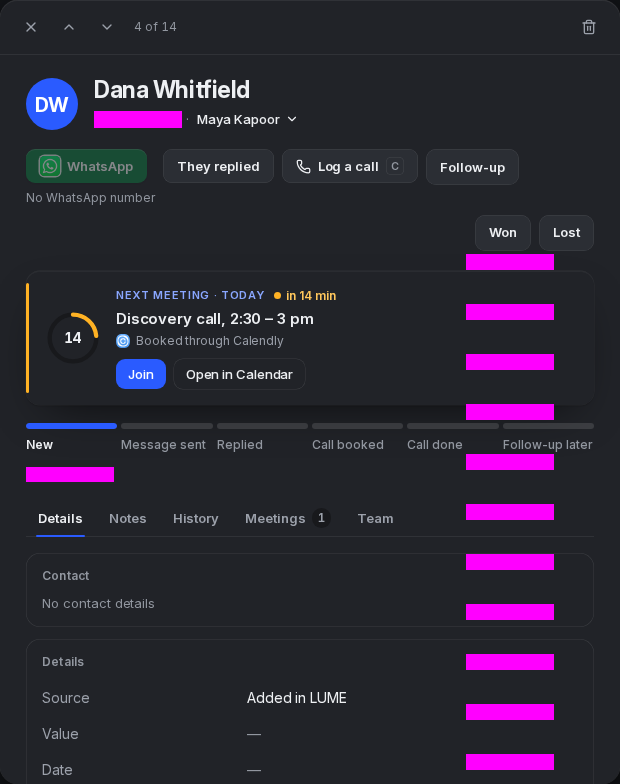 4 of 14
DW
Dana Whitfield
· Maya Kapoor
WhatsApp
They replied
Log a call C
Follow-up
No WhatsApp number
Won
Lost
NEXT MEETING · TODAY
in 14 min
14
Discovery call, 2:30 – 3 pm
Booked through Calendly
Join
Open in Calendar
New
Message sent
Replied
Call booked
Call done
Follow-up later
Details
Notes
History
Meetings 1
Team
Contact
No contact details
Details
Source
Added in LUME
Value
—
Date
—